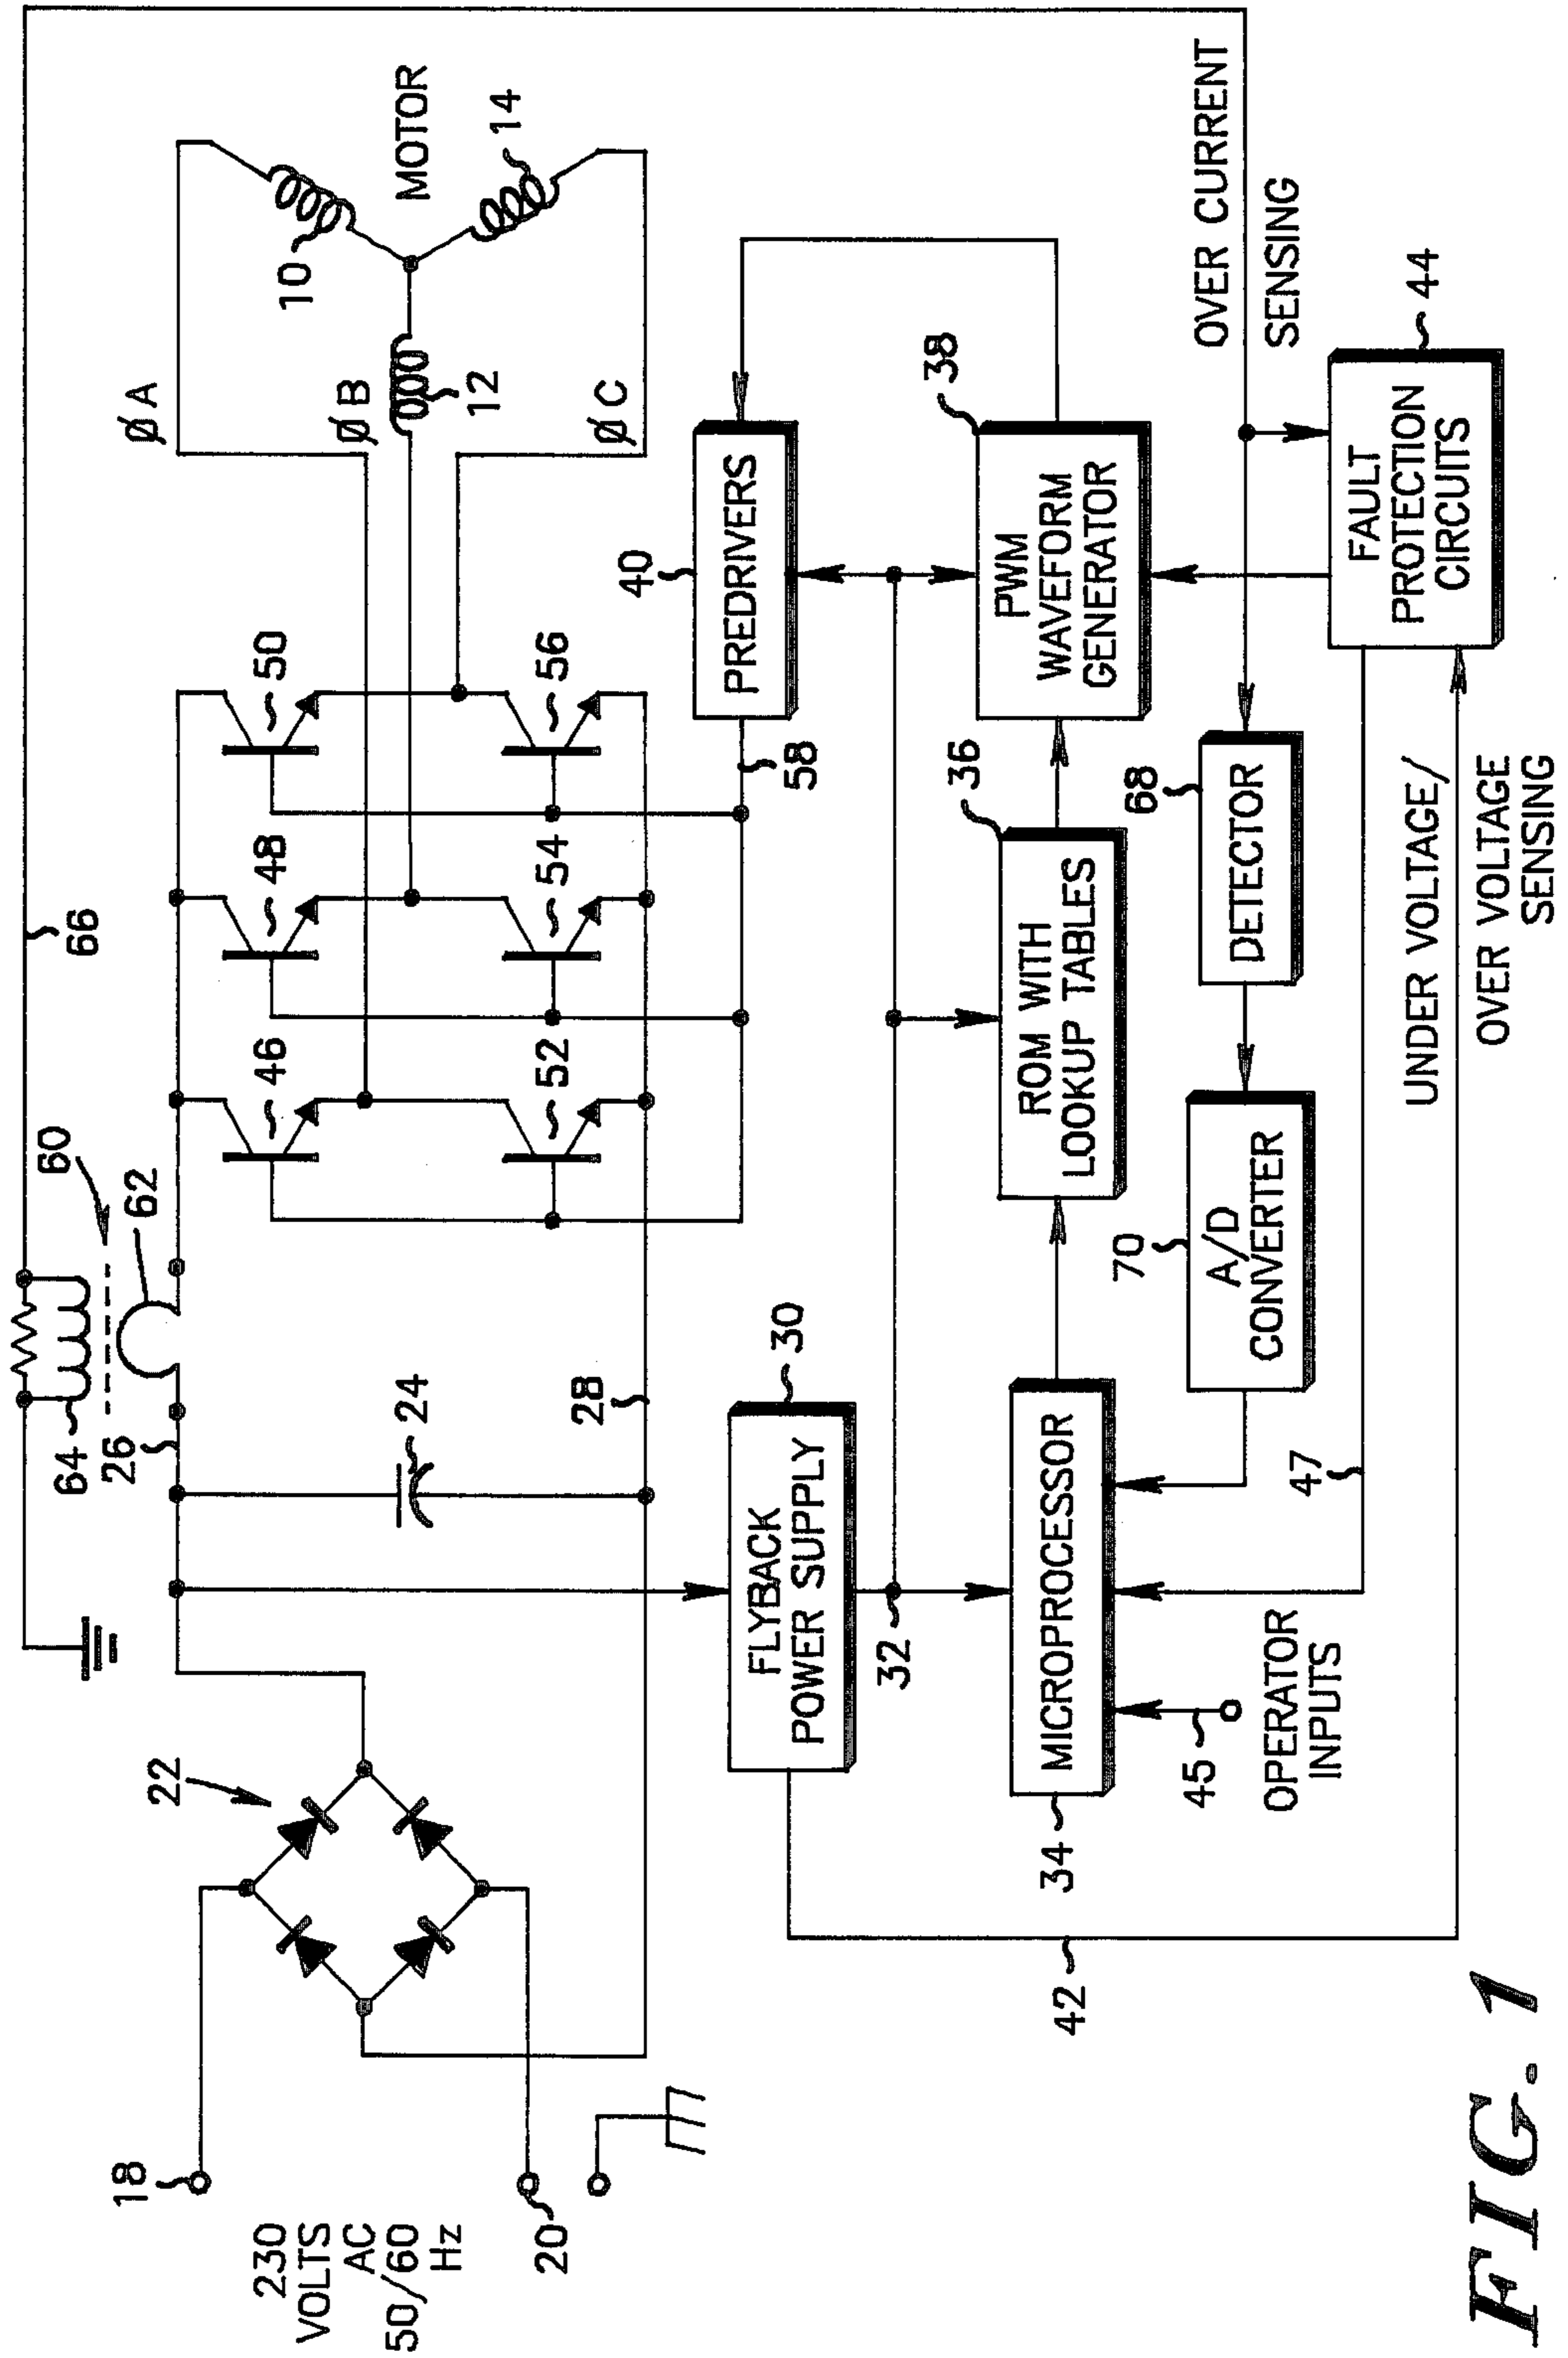 66
64
60
62
26
24
28
22
18
230
VOLTS
AC
50/60
Hz
20
46
48
50
52
54
56
58
ØA
ØB
ØC
10
12
14
MOTOR
FLYBACK
POWER SUPPLY
30
32
PREDRIVERS
40
MICROPROCESSOR
34
ROM WITH
LOOKUP TABLES
36
PWM
WAVEFORM
GENERATOR
38
A/D
CONVERTER
70
DETECTOR
68
OVER CURRENT
SENSING
FAULT
PROTECTION
CIRCUITS
44
45
OPERATOR
INPUTS
47
42
UNDER VOLTAGE/
OVER VOLTAGE
SENSING
FIG. 1